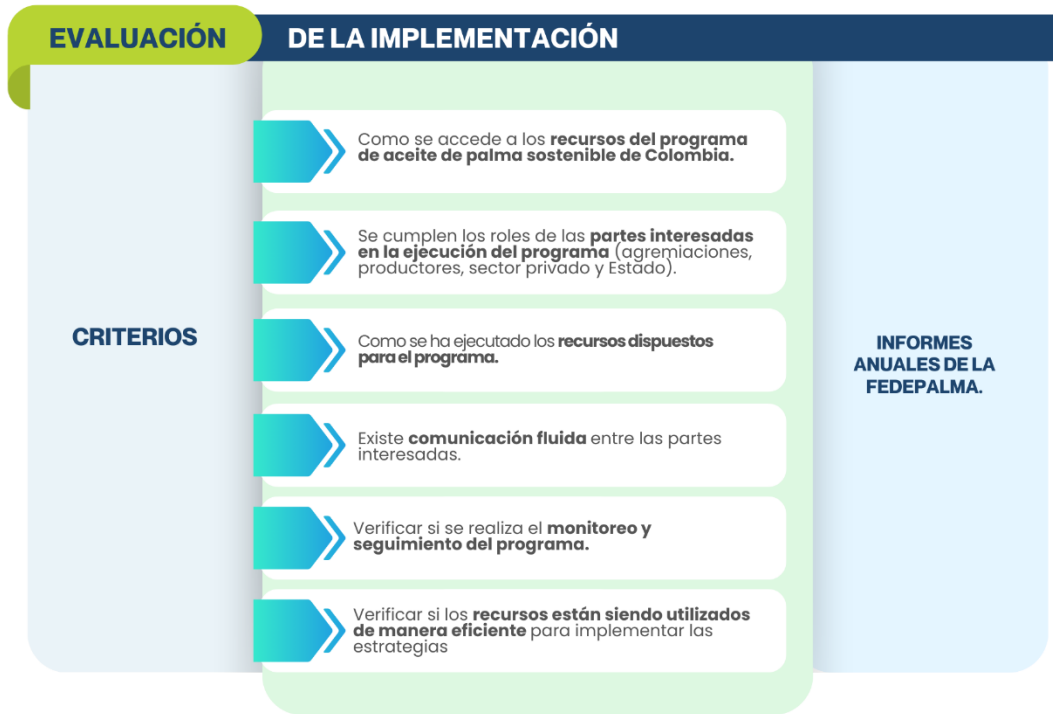 EVALUACIÓN DE LA IMPLEMENTACIÓN
CRITERIOS
Como se accede a los recursos del programa
de aceite de palma sostenible de Colombia.
Se cumplen los roles de las partes interesadas
en la ejecución del programa (agremiaciones,
productores, sector privado y Estado).
Como se ha ejecutado los recursos dispuestos
para el programa.
Existe comunicación fluida entre las partes
interesadas.
Verificar si se realiza el monitoreo y
seguimiento del programa.
Verificar si los recursos están siendo utilizados
de manera eficiente para implementar las
estrategias
INFORMES
ANUALES DE LA
FEDEPALMA.